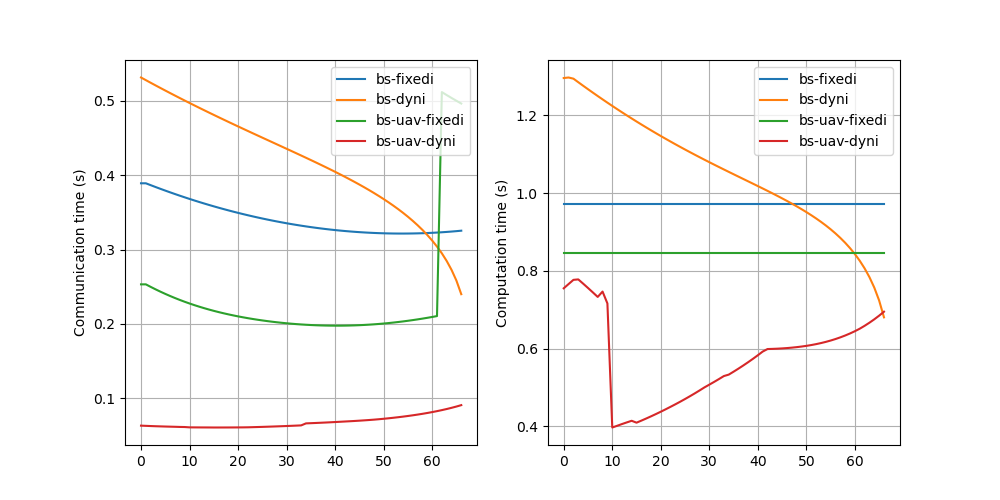 Communication time (s)
0.5
0.4
0.3
0.2
0.1
0 10 20 30 40 50 60
bs-fixedi
bs-dyni
bs-uav-fixedi
bs-uav-dyni
Computation time (s)
1.2
1.0
0.8
0.6
0.4
0 10 20 30 40 50 60
bs-fixedi
bs-dyni
bs-uav-fixedi
bs-uav-dyni